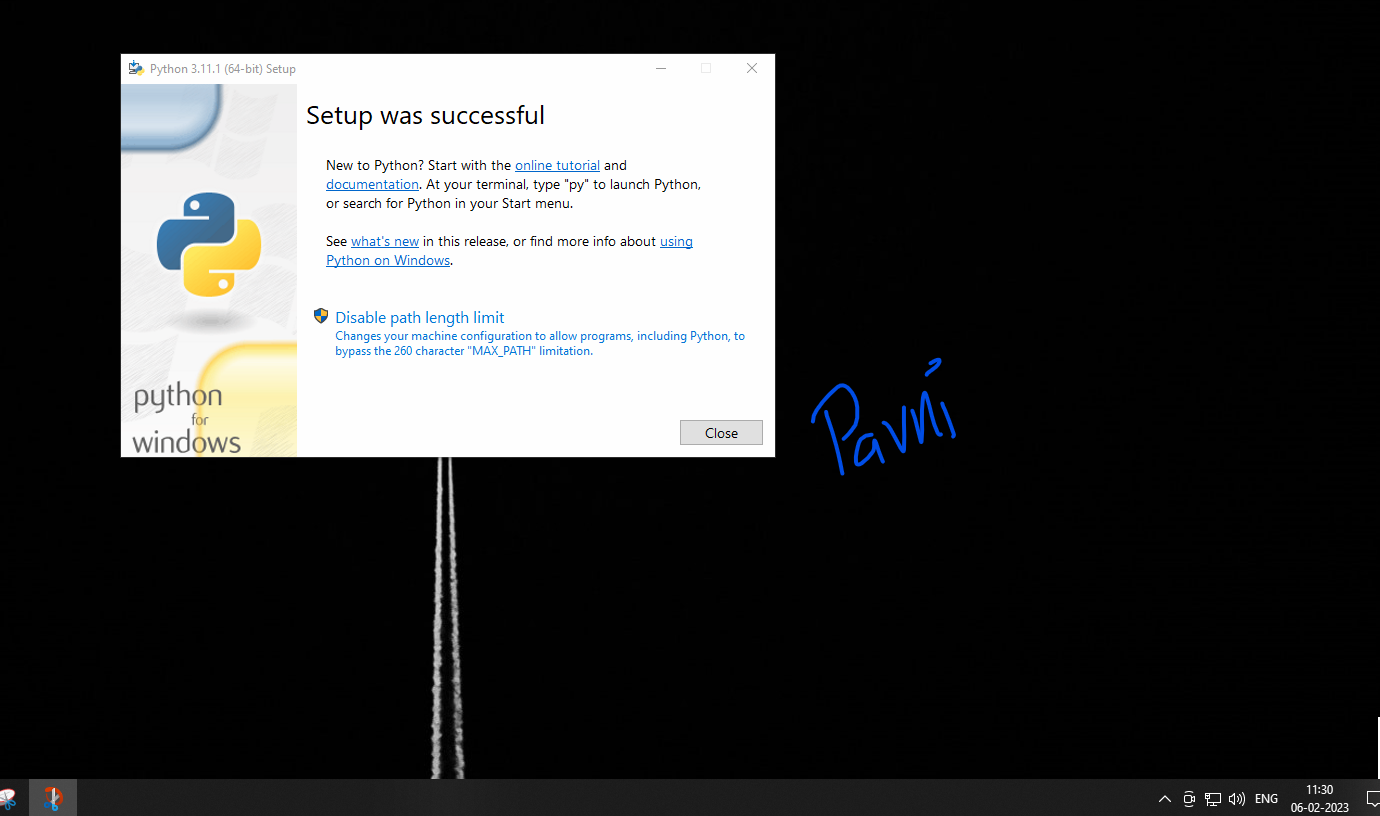 Python 3.11.1 (64-bit) Setup
Setup was successful
New to Python? Start with the online tutorial and
documentation. At your terminal, type "py" to launch Python,
or search for Python in your Start menu.
See what's new in this release, or find more info about using
Python on Windows.
Disable path length limit
Changes your machine configuration to allow programs, including Python, to
bypass the 260 character "MAX_PATH" limitation.
python
for
windows
Close
Pavni
ENG
11:30
06-02-2023